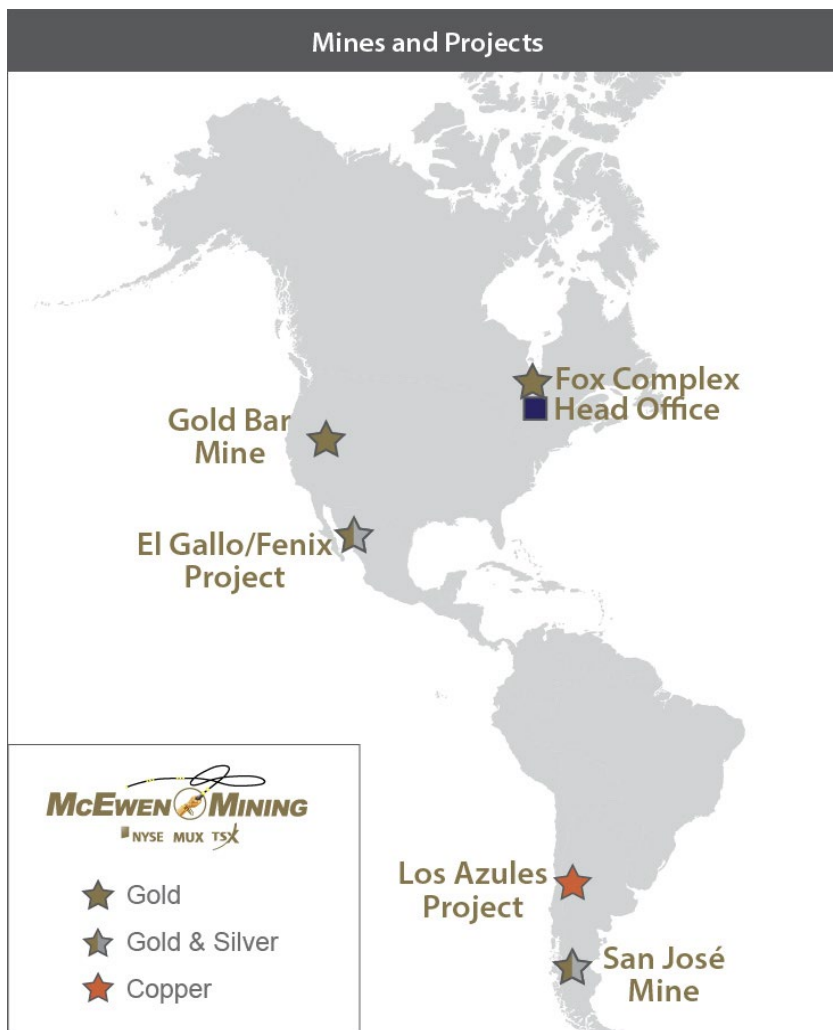 Mines and Projects
Fox Complex
Head Office
Gold Bar
Mine
El Gallo/Fenix
Project
Los Azules
Project
San José
Mine
McEwen Mining
NYSE MUX TSX
Gold
Gold & Silver
Copper